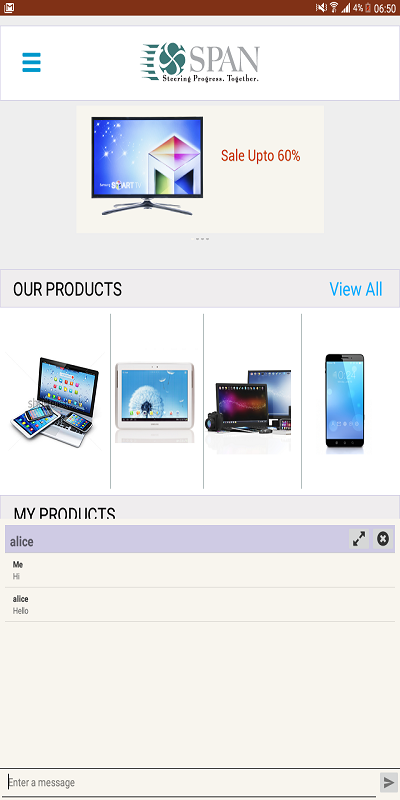 4% 06:50
SPAN
Steering Progress. Together.
SMART
Sale Upto 60%
OUR PRODUCTS
View All
MY PRODUCTS
alice
Me
Hi
alice
Hello
Enter a message